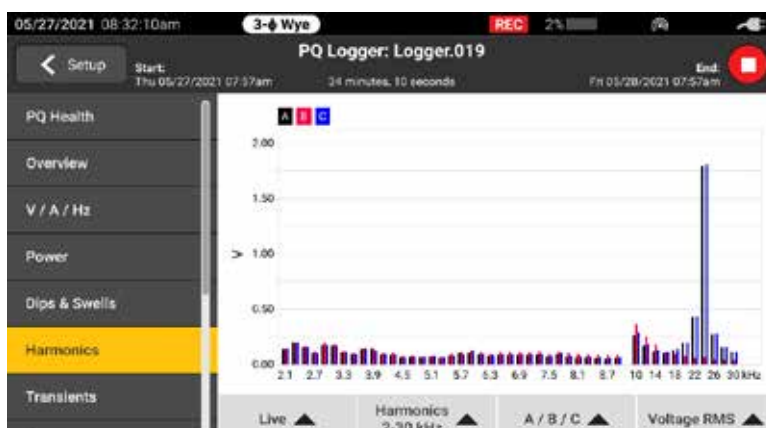 05/27/2021 08:32:10am 3-ϕ Wye REC 2%
Setup
PQ Logger: Logger.019
Start:
Thu 05/27/2021 07:57am
34 minutes, 10 seconds
End:
Fri 05/28/2021 07:57am
PQ Health
Overview
V / A / Hz
Power
Dips & Swells
Harmonics
Transients
A B C
2.00
1.50
1.00
0.50
0.00
V
2.1 2.7 3.3 3.9 4.5 5.1 5.7 6.3 6.9 7.5 8.1 8.7 10 14 18 22 26 30 kHz
Live
Harmonics
2-30 kHz
A / B / C
Voltage RMS